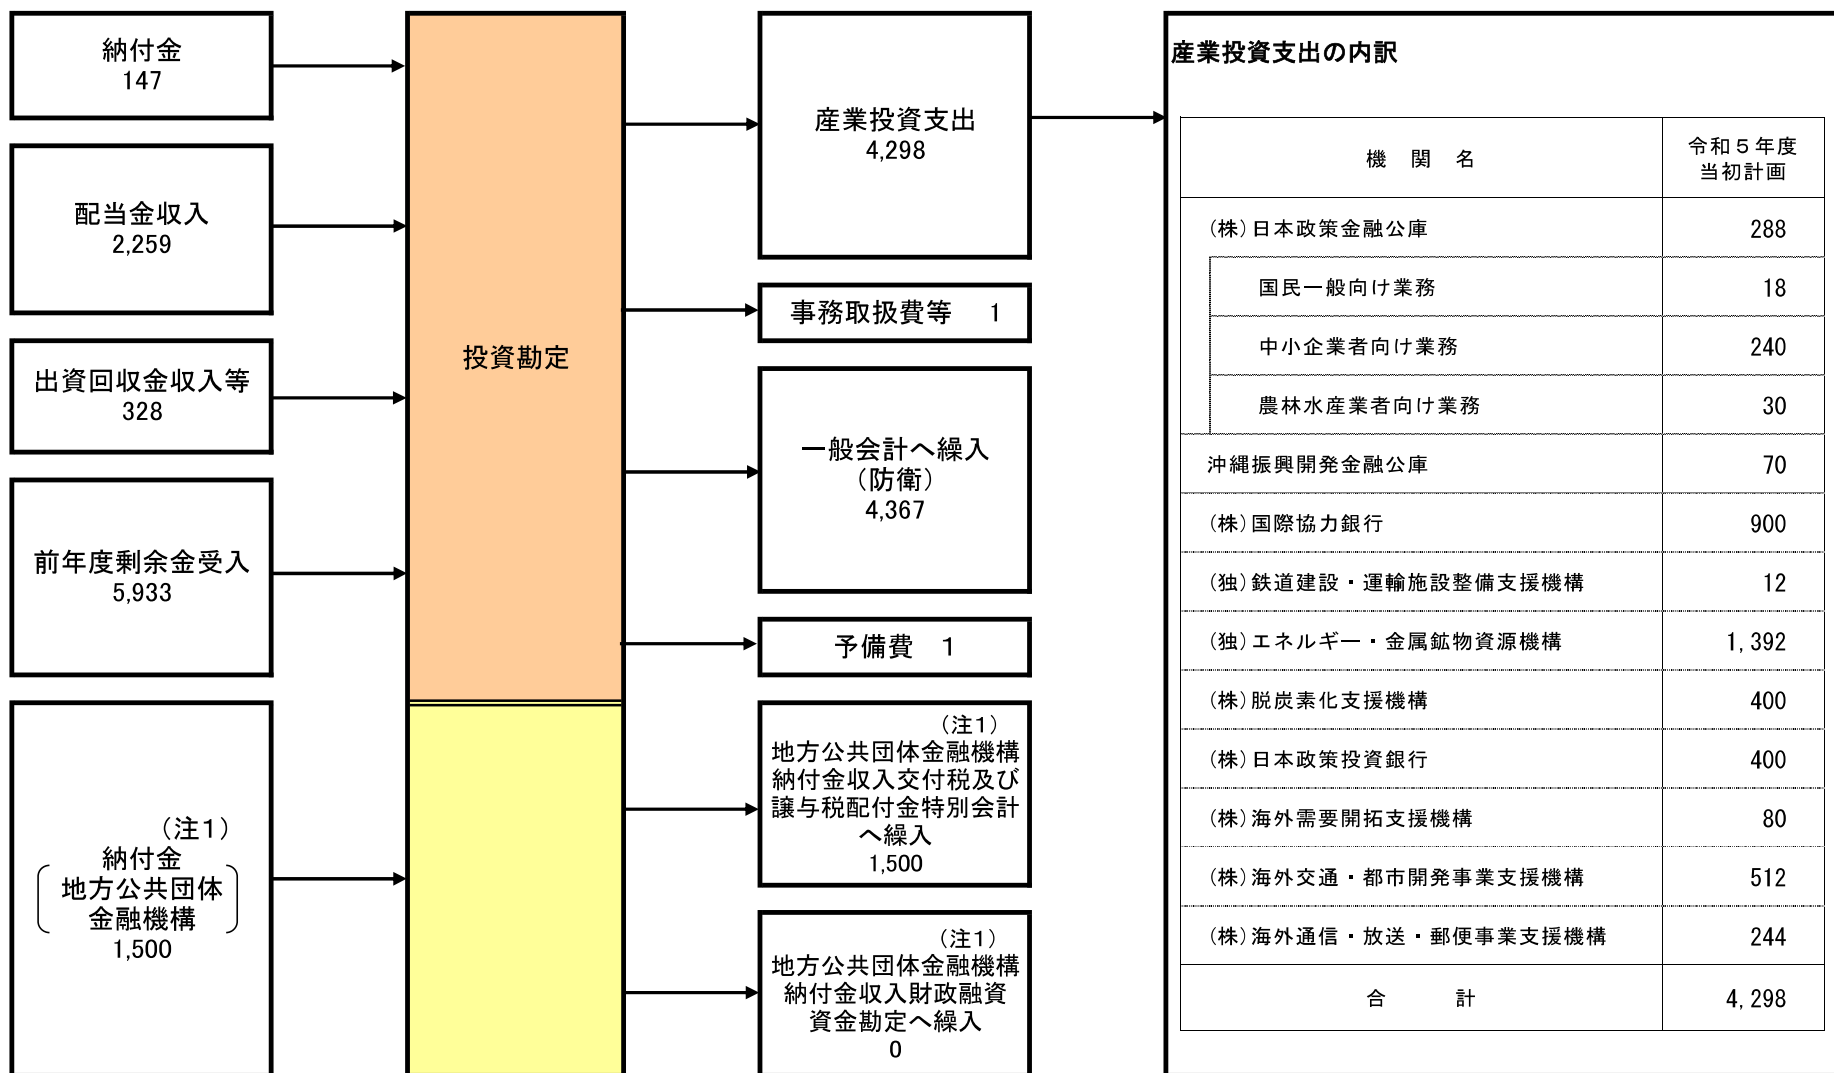 納付金
147
配当金収入
2,259
出資回収金収入等
328
前年度剰余金受入
5,933
（注1）
納付金
地方公共団体
金融機構
1,500
投資勘定
産業投資支出
4,298
事務取扱費等 1
一般会計へ繰入
（防衛）
4,367
予備費 1
（注1）
地方公共団体金融機構
納付金収入交付税及び
譲与税配付金特別会計
へ繰入
1,500
（注1）
地方公共団体金融機構
納付金収入財政融資
資金勘定へ繰入
0
産業投資支出の内訳
機 関 名 令和５年度
当初計画
(株)日本政策金融公庫 288
国民一般向け業務 18
中小企業者向け業務 240
農林水産業者向け業務 30
沖縄振興開発金融公庫 70
(株)国際協力銀行 900
(独)鉄道建設・運輸施設整備支援機構 12
(独)エネルギー・金属鉱物資源機構 1,392
(株)脱炭素化支援機構 400
(株)日本政策投資銀行 400
(株)海外需要開拓支援機構 80
(株)海外交通・都市開発事業支援機構 512
(株)海外通信・放送・郵便事業支援機構 244
合 計 4,298